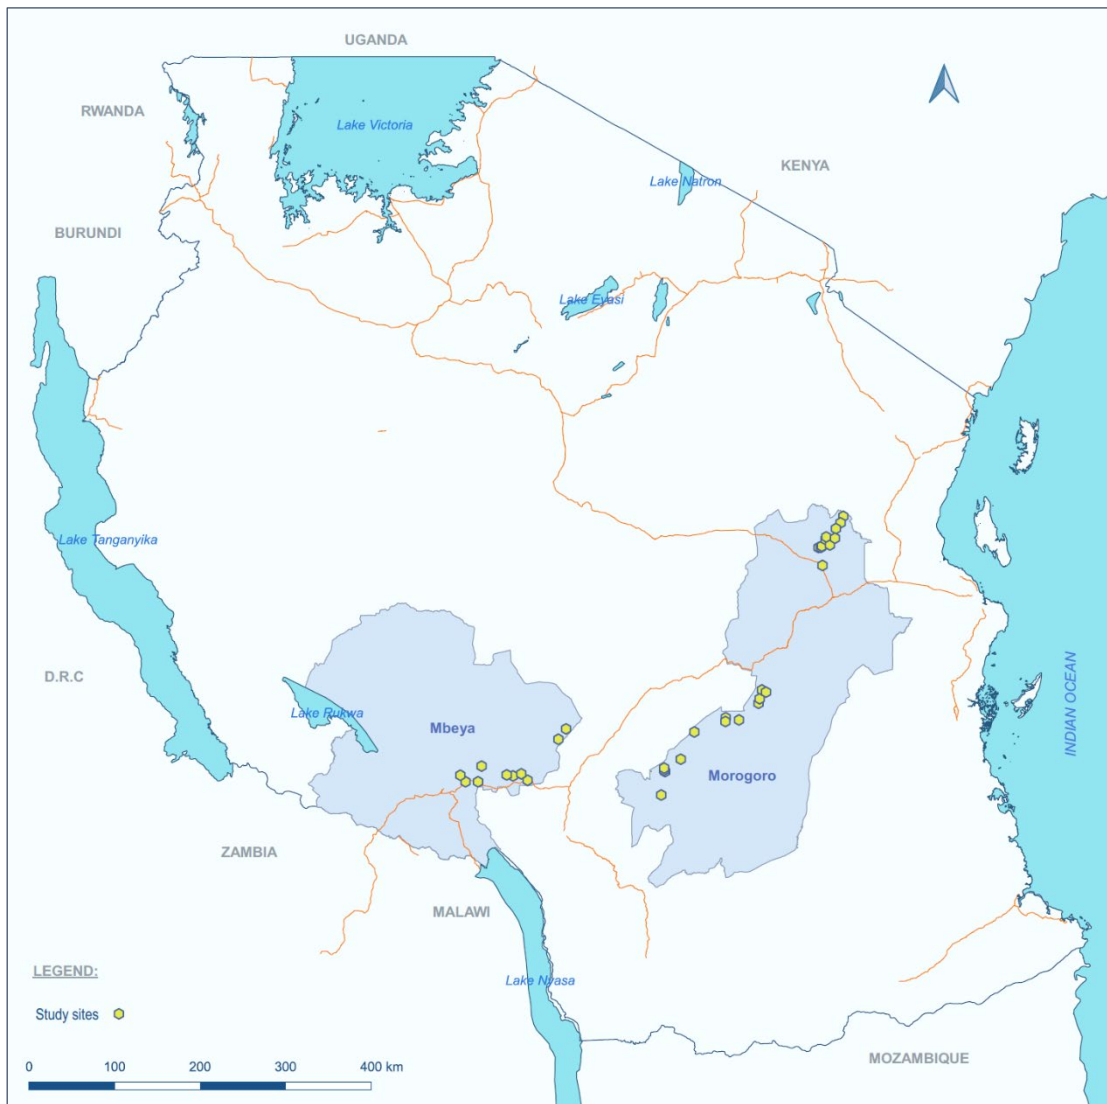 UGANDA
RWANDA
Lake Victoria
KENYA
Lake Natron
BURUNDI
Lake Eyasi
Lake Tanganyika
D.R.C
INDIAN OCEAN
Lake Rukwa
Mbeya
Morogoro
ZAMBIA
MALAWI
LEGEND:
Lake Nyasa
Study sites
MOZAMBIQUE
0 100 200 300 400 km